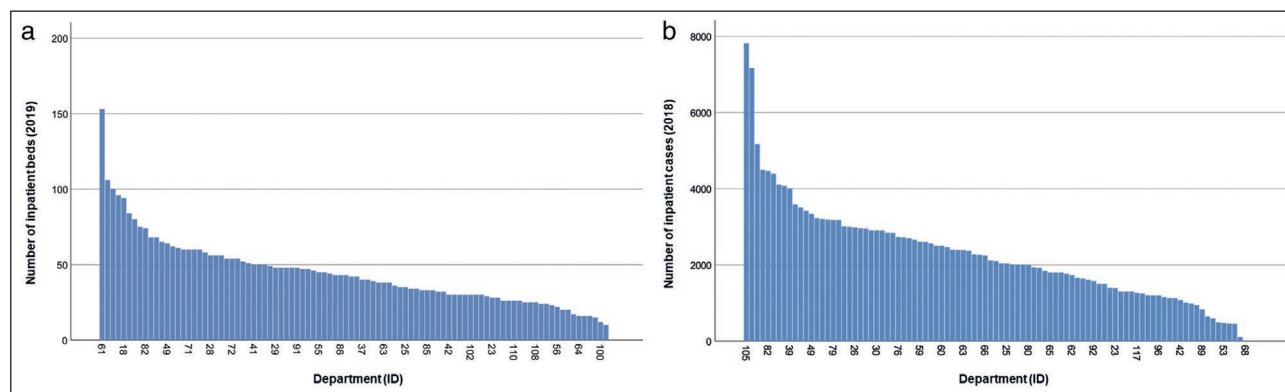 a
200
150
100
50
0
Number of inpatient beds (2019)
61 18 82 49 71 28 72 41 29 91 55 86 37 63 25 85 42 102 23 110 108 56 64 100
Department (ID)
b
8000
6000
4000
2000
0
Number of inpatient cases (2018)
105 82 39 49 79 26 30 76 59 60 63 66 25 80 65 62 92 23 117 96 42 89 53 68
Department (ID)